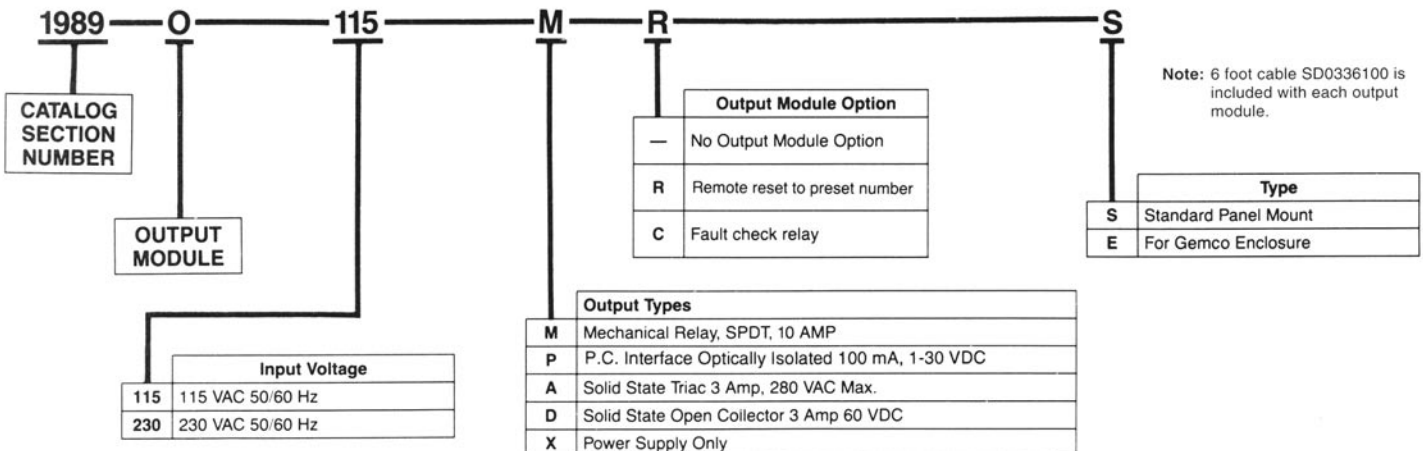 1989 O 115 M R S
CATALOG
SECTION
NUMBER
OUTPUT
MODULE
Input Voltage
115 115 VAC 50/60 Hz
230 230 VAC 50/60 Hz
Output Types
M Mechanical Relay, SPDT, 10 AMP
P P.C. Interface Optically Isolated 100 mA, 1-30 VDC
A Solid State Triac 3 Amp, 280 VAC Max.
D Solid State Open Collector 3 Amp 60 VDC
X Power Supply Only
Output Module Option
— No Output Module Option
R Remote reset to preset number
C Fault check relay
Note: 6 foot cable SD0336100 is
included with each output
module.
Type
S Standard Panel Mount
E For Gemco Enclosure